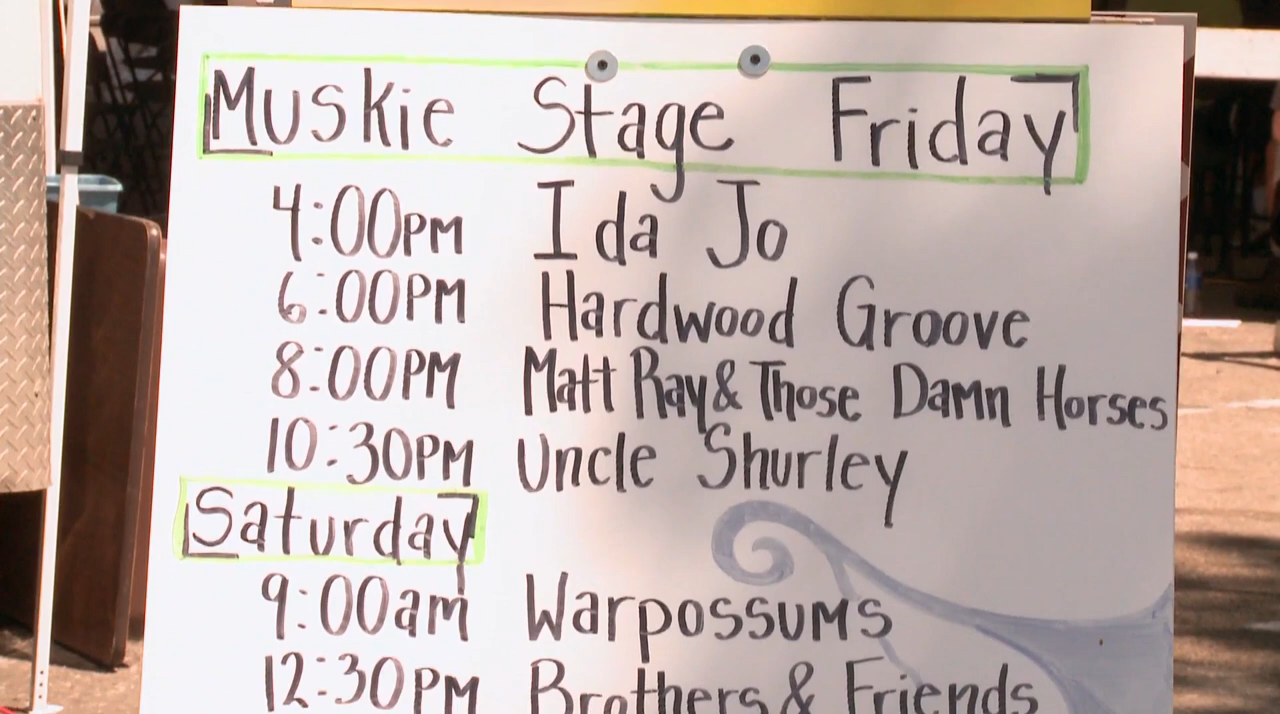 Muskie Stage Friday
4:00PM Ida Jo
6:00PM Hardwood Groove
8:00PM Matt Ray & Those Damn Horses
10:30PM Uncle Shurley
Saturday
9:00am Warpossums
12:30PM Brothers & Friends